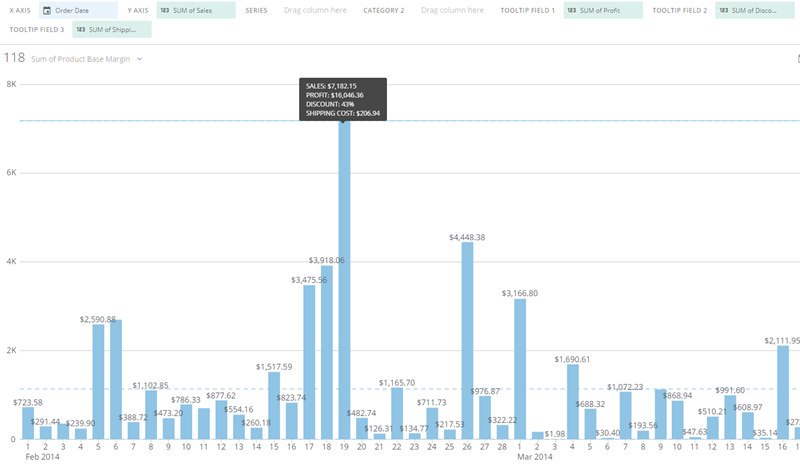 X AXIS Order Date Y AXIS 123 SUM of Sales SERIES Drag column here CATEGORY 2 Drag column here TOOLTIP FIELD 1 123 SUM of Profit TOOLTIP FIELD 2 123 SUM of Disco...
TOOLTIP FIELD 3 123 SUM of Shippi...
118 Sum of Product Base Margin
8K
SALES: $7,182.15
PROFIT: $16,046.36
DISCOUNT: 43%
SHIPPING COST: $206.94
6K
$4,448.38
4K
$3,918.06
$3,475.56
$3,166.80
$2,590.88
2K
$2,111.95
$1,690.61
$1,517.59
$1,102.85 $1,165.70 $1,072.23
$723.58 $786.33 $877.62 $823.74 $711.73 $976.87 $688.32 $868.94 $991.60
$291.44 $239.90 $388.72 $473.20 $554.16 $260.18 $482.74 $126.31 $134.77 $217.53 $322.22 $1.98 $30.40 $193.56 $47.63 $510.21 $608.97 $35.14 $27
0
1 2 3 4 5 6 7 8 9 10 11 12 13 14 15 16 17 18 19 20 21 22 23 24 25 26 27 28 1 2 3 4 5 6 7 8 9 10 11 12 13 14 15 16
Feb 2014 Mar 2014